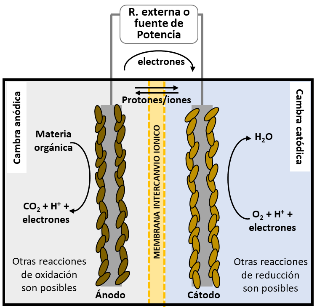 R. externa o
fuente de
Potencia
electrones
Protones/iones
Cambra anódica
Materia
orgánica
CO2 + H+ +
electrones
Otras reacciones
de oxidación son
posibles
Ánodo
MEMBRANA INTERCANVIO IONICO
Cátodo
Cambra catódica
H2O
O2 + H+ +
electrones
Otras reacciones
de reducción son
posibles